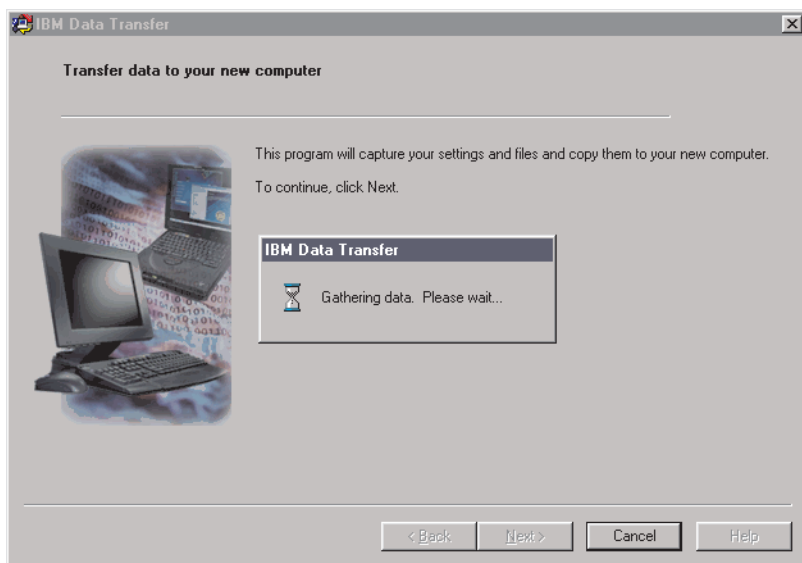 IBM Data Transfer
Transfer data to your new computer
This program will capture your settings and files and copy them to your new computer.
To continue, click Next.
IBM Data Transfer
Gathering data. Please wait...
< Back
Next >
Cancel
Help